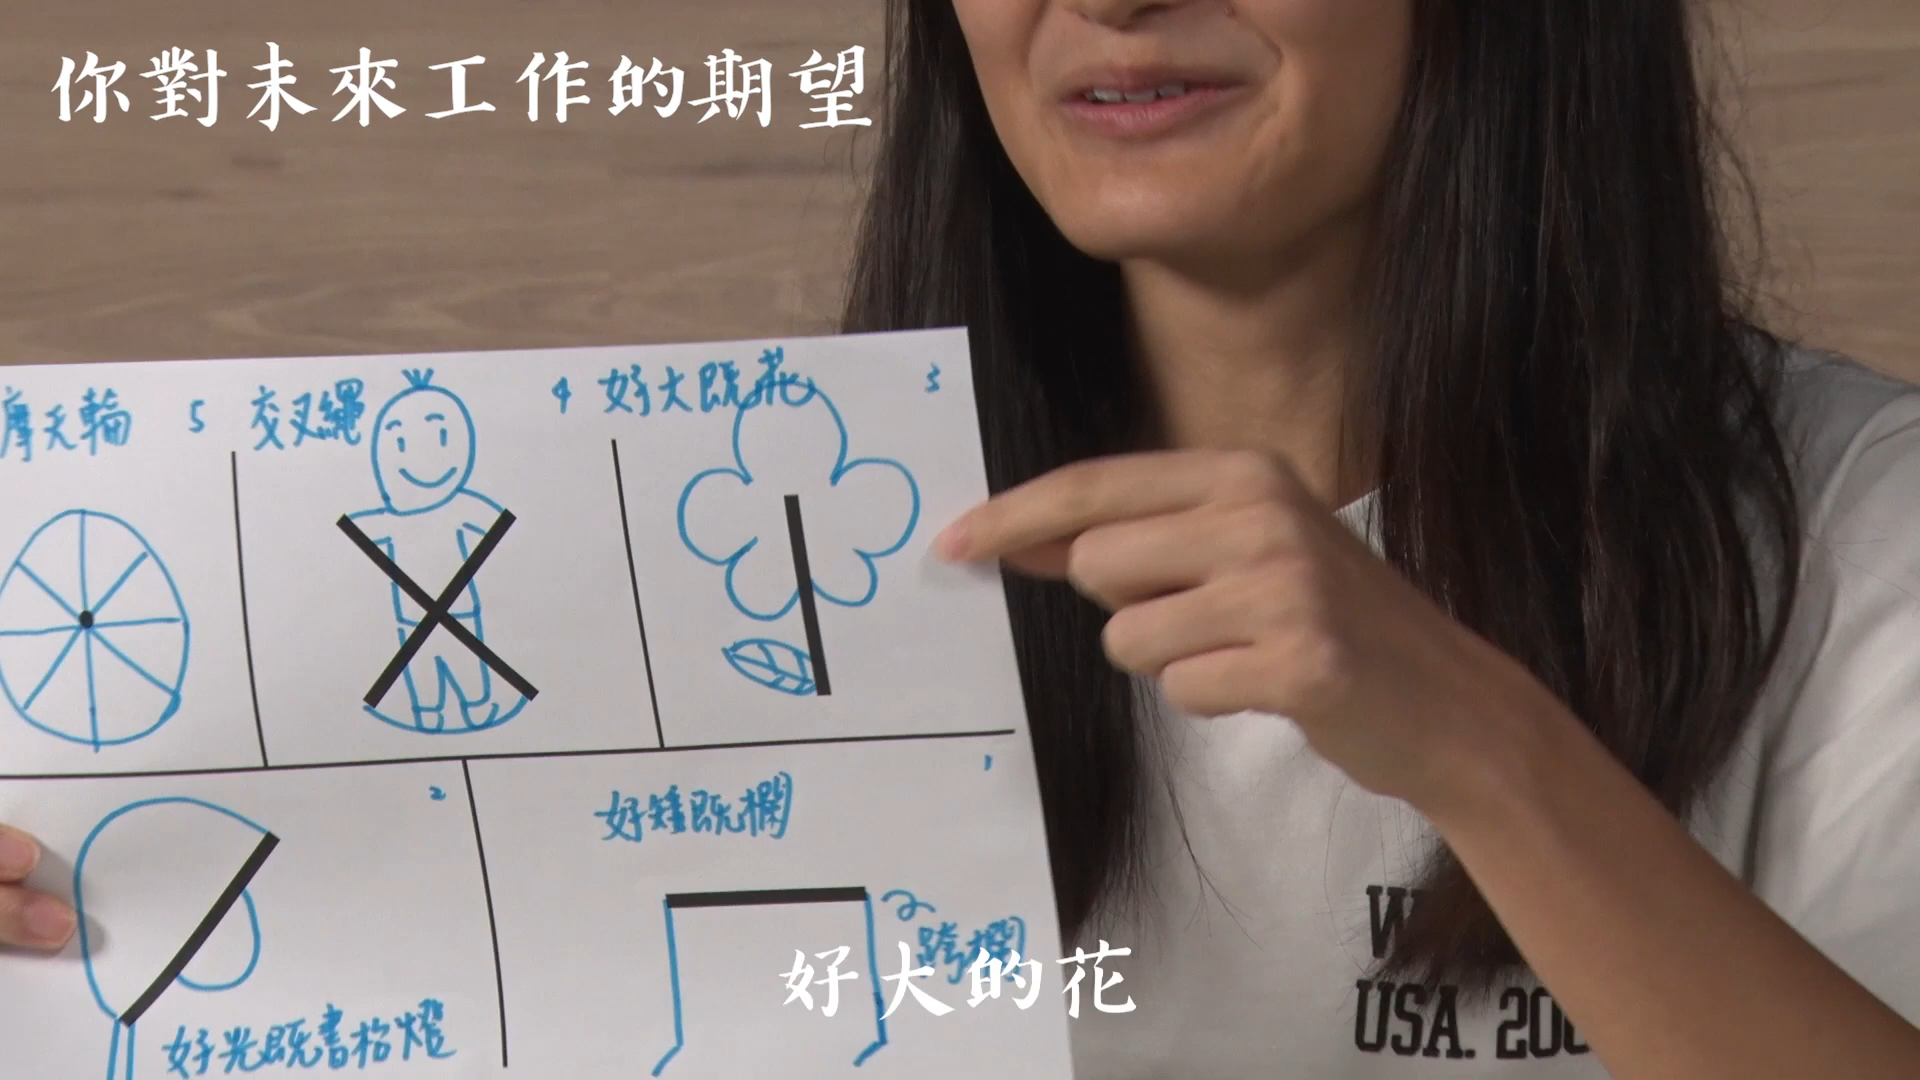 你對未來工作的期望
摩天輪 5
交叉繩 4
好大既花 3
2
1
好矮既欄
跨欄
好光既書枱燈
好大的花
W
USA. 200